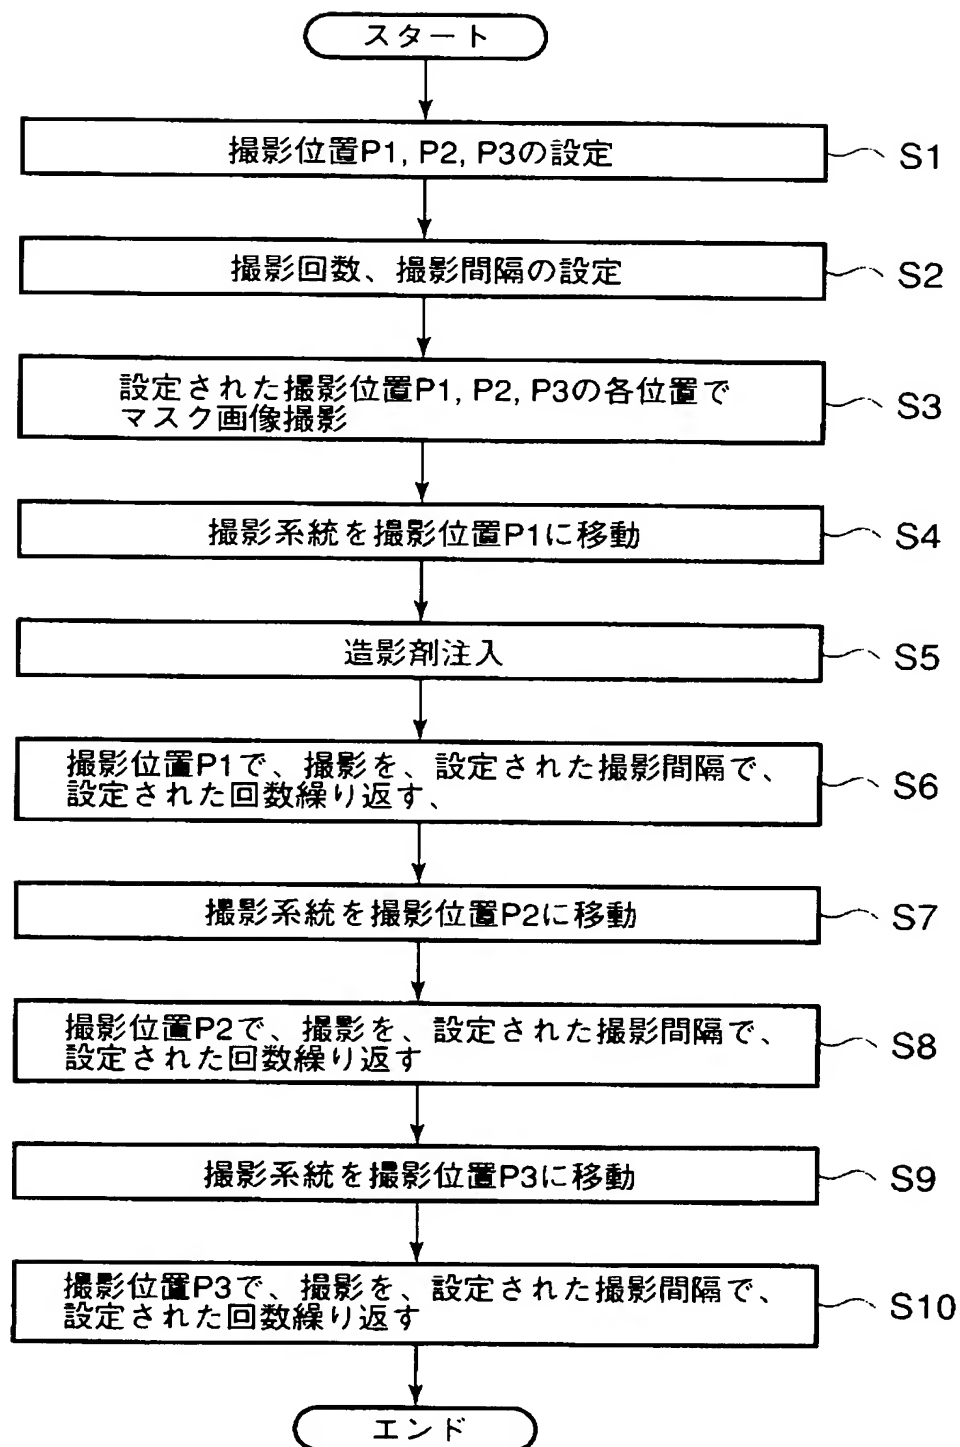 スタート
撮影位置P1, P2, P3の設定
S1
撮影回数、撮影間隔の設定
S2
設定された撮影位置P1, P2, P3の各位置で
マスク画像撮影
S3
撮影系統を撮影位置P1に移動
S4
造影剤注入
S5
撮影位置P1で、撮影を、設定された撮影間隔で、
設定された回数繰り返す、
S6
撮影系統を撮影位置P2に移動
S7
撮影位置P2で、撮影を、設定された撮影間隔で、
設定された回数繰り返す
S8
撮影系統を撮影位置P3に移動
S9
撮影位置P3で、撮影を、設定された撮影間隔で、
設定された回数繰り返す
S10
エンド